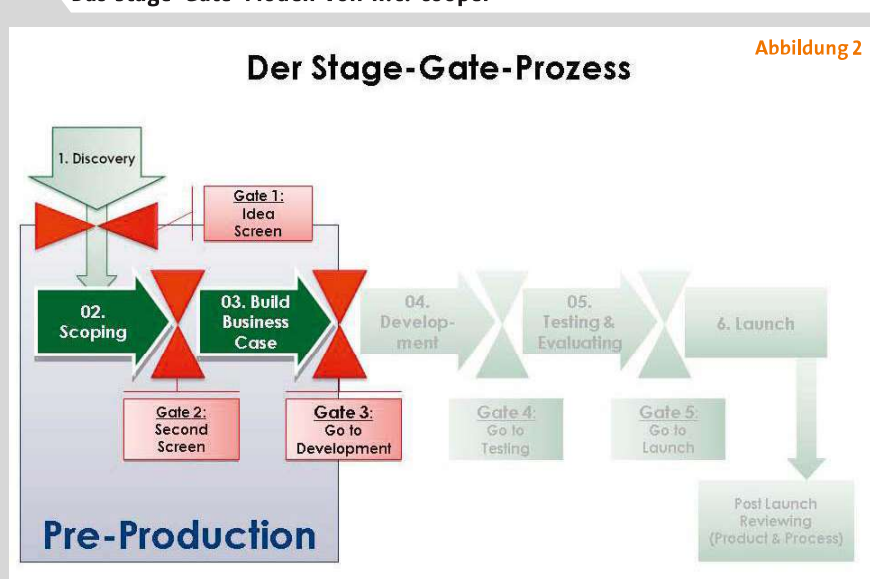 Abbildung 2
Der Stage-Gate-Prozess
1. Discovery
Gate 1:
Idea
Screen
02.
Scoping
03. Build
Business
Case
04.
Develop-
ment
05.
Testing &
Evaluating
6. Launch
Gate 2:
Second
Screen
Gate 3:
Go to
Development
Gate 4:
Go to
Testing
Gate 5:
Go to
Launch
Post Launch
Reviewing
(Product & Process)
Pre-Production